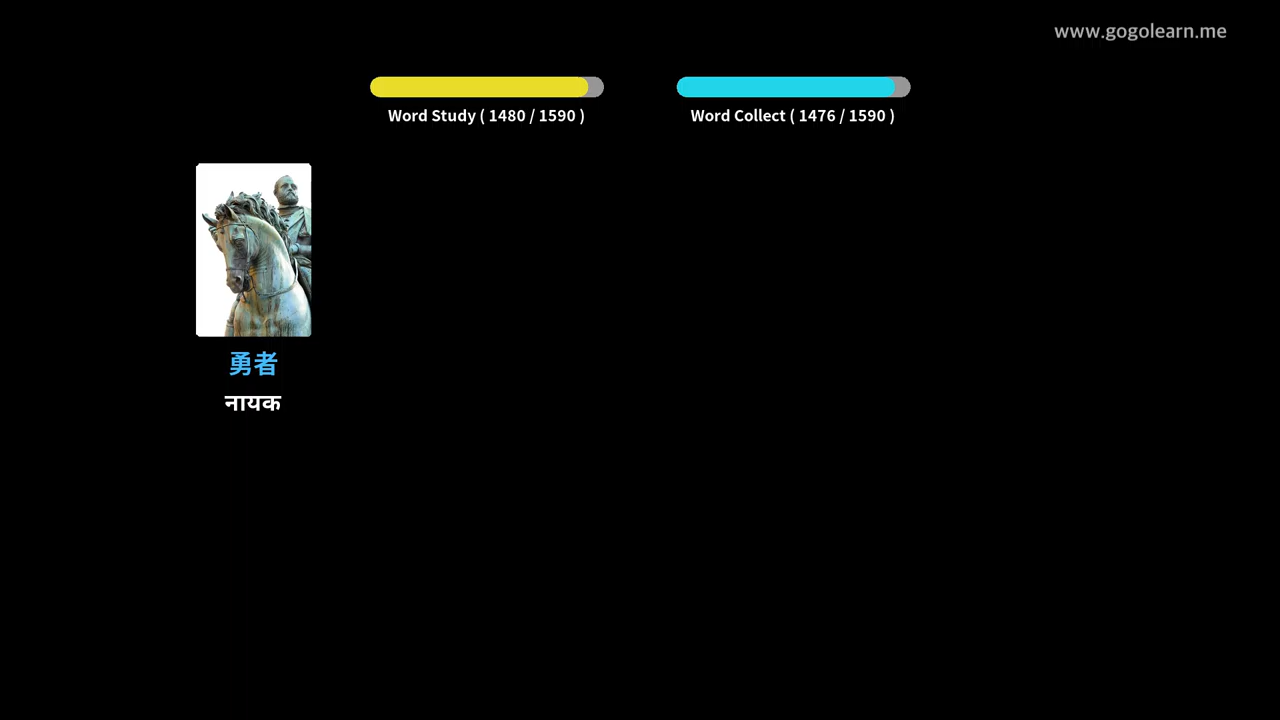 www.gogolearn.me
Word Study ( 1480 / 1590 )
Word Collect ( 1476 / 1590 )
勇者
नायक